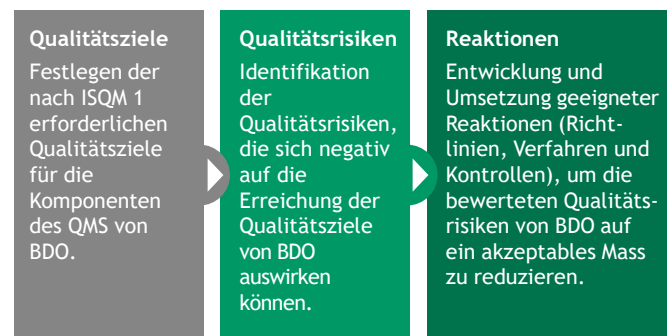 Qualitätsziele
Festlegen der
nach ISQM 1
erforderlichen
Qualitätsziele
für die
Komponenten
des QMS von
BDO.
Qualitätsrisiken
Identifikation
der
Qualitätsrisiken,
die sich negativ
auf die
Erreichung der
Qualitätsziele
von BDO
auswirken
können.
Reaktionen
Entwicklung und
Umsetzung geeigneter
Reaktionen (Richt-
linien, Verfahren und
Kontrollen), um die
bewerteten Qualitäts-
risiken von BDO auf
ein akzeptables Mass
zu reduzieren.